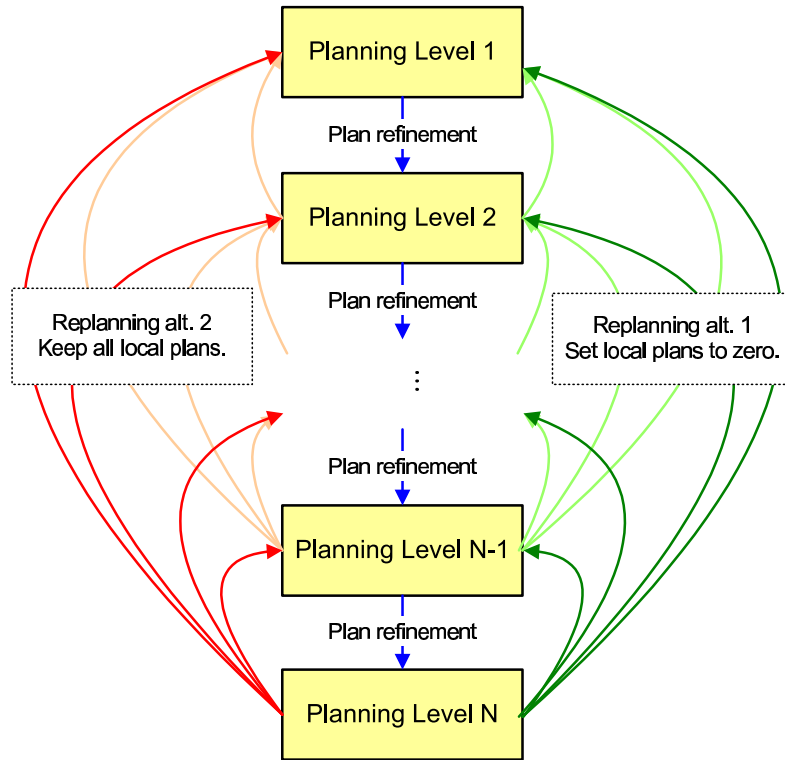 Planning Level 1
Plan refinement
Planning Level 2
Plan refinement
Replanning alt. 2
Keep all local plans.
Replanning alt. 1
Set local plans to zero.
...
Plan refinement
Planning Level N-1
Plan refinement
Planning Level N